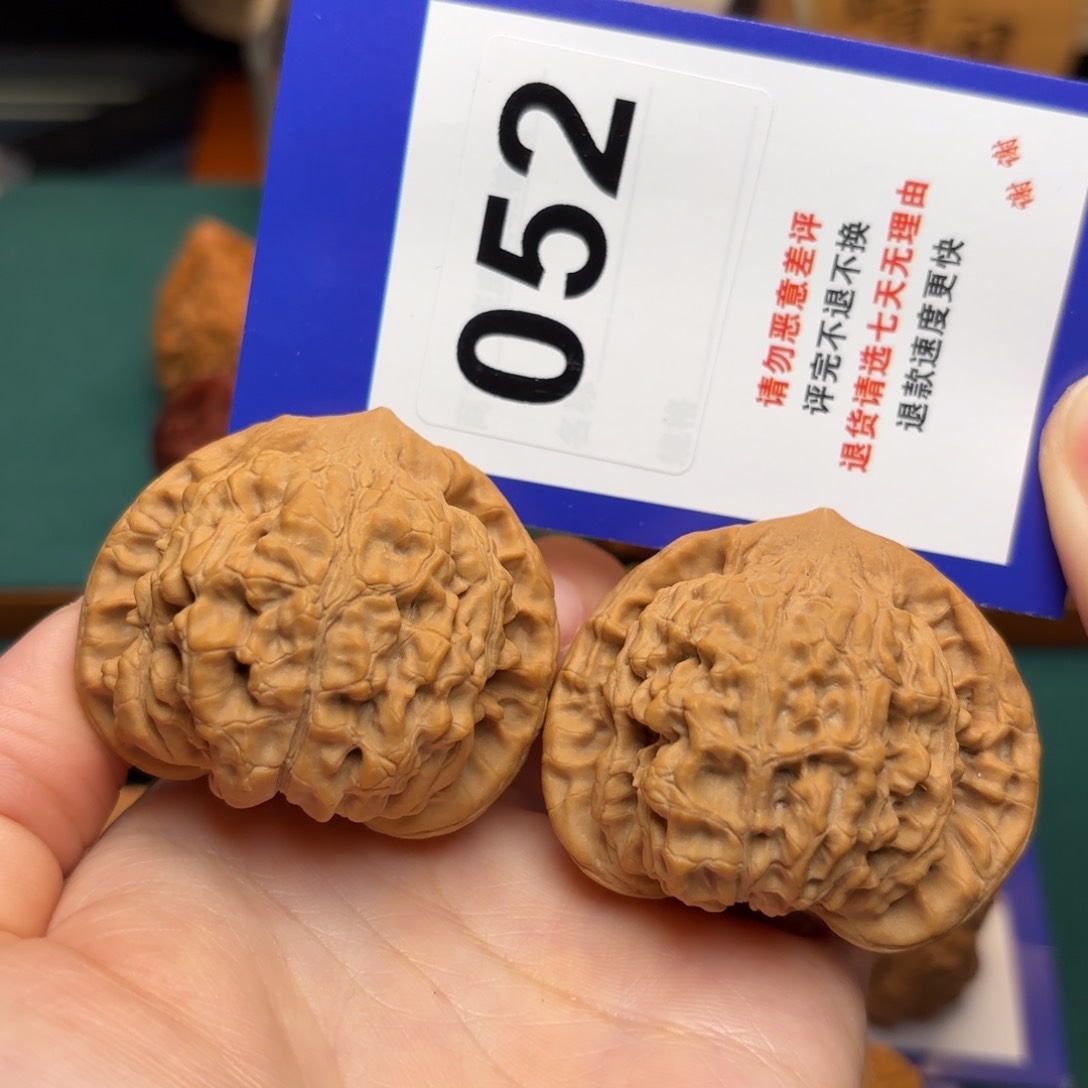 052
请勿恶意差评
评完不退不换
退货请选七天无理由
退款速度更快
谢谢